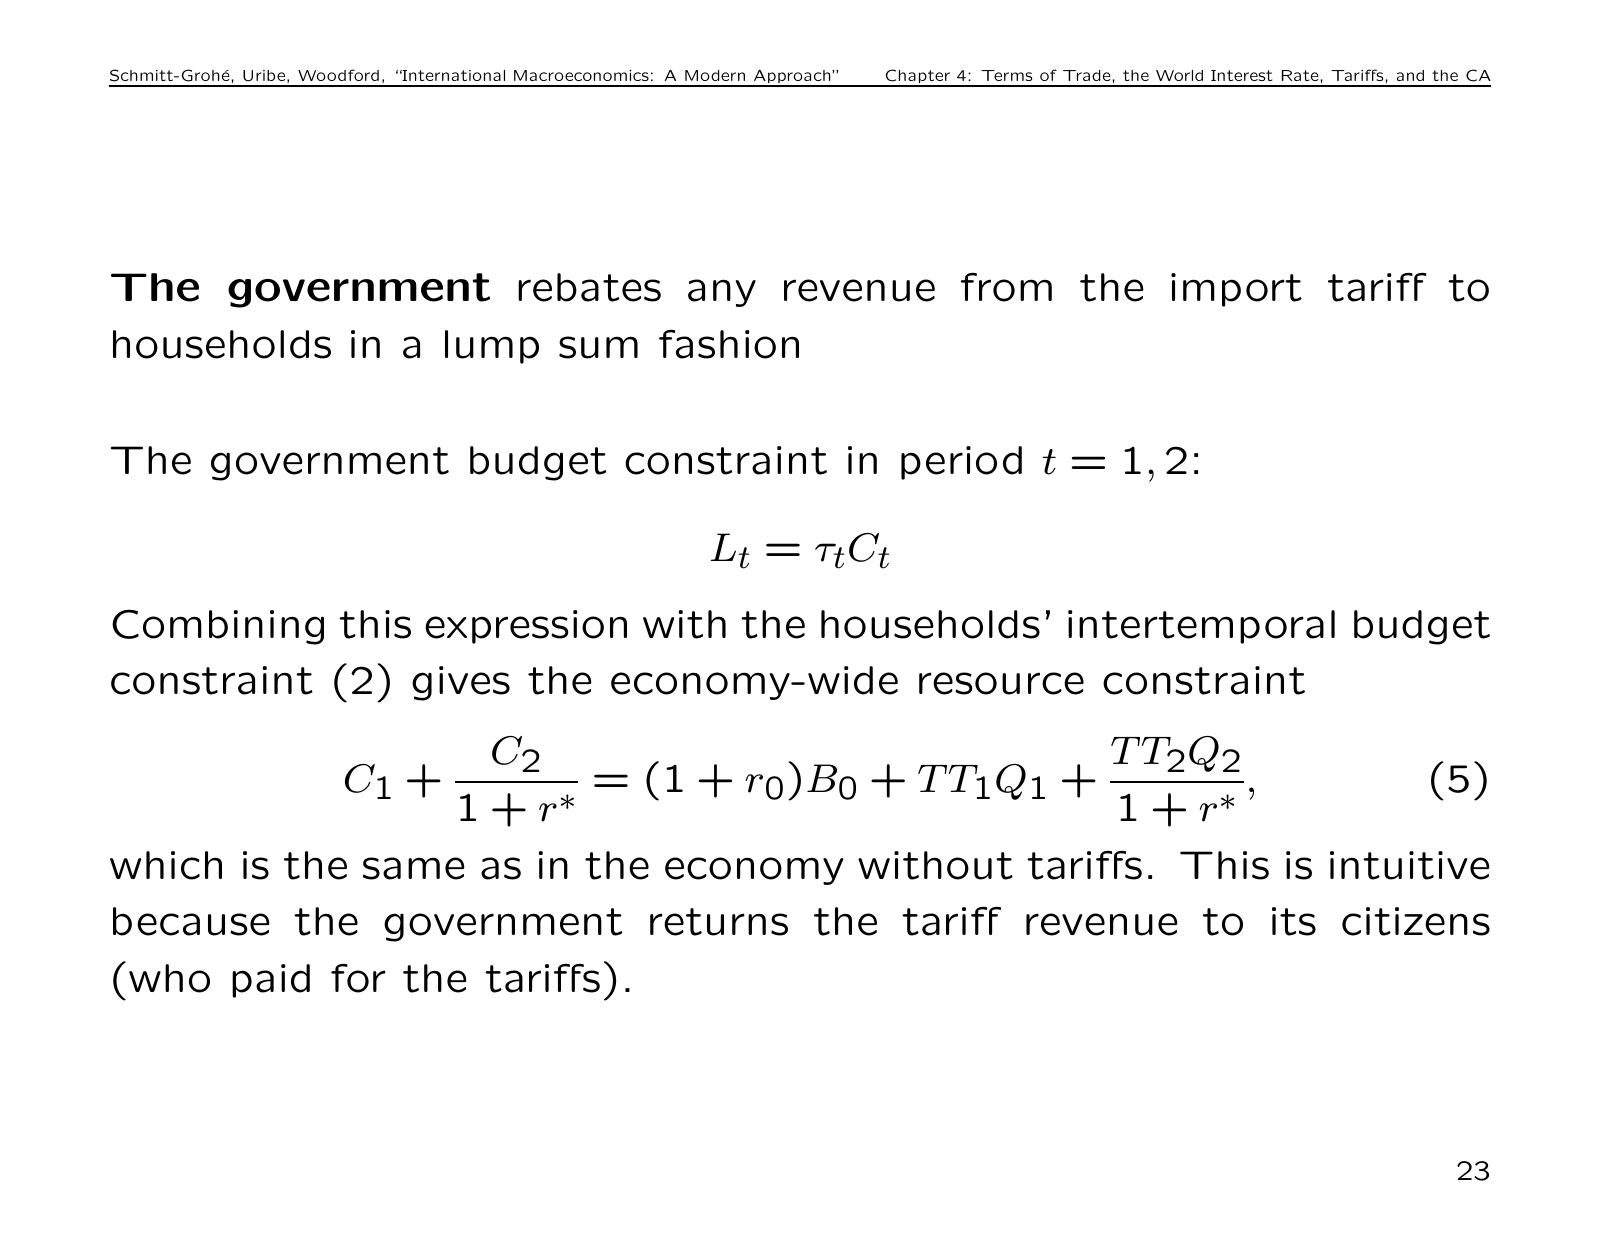 Schmitt-Grohé, Uribe, Woodford, “International Macroeconomics: A Modern Approach” Chapter 4: Terms of Trade, the World Interest Rate, Tariffs, and the CA
The government rebates any revenue from the import tariff to
households in a lump sum fashion
The government budget constraint in period $t = 1, 2$:
$L_t = \tau_t C_t$
Combining this expression with the households’ intertemporal budget
constraint (2) gives the economy-wide resource constraint
$C_1 + \frac{C_2}{1 + r^*} = (1 + r_0)B_0 + TT_1Q_1 + \frac{TT_2Q_2}{1 + r^*},$ (5)
which is the same as in the economy without tariffs. This is intuitive
because the government returns the tariff revenue to its citizens
(who paid for the tariffs).
23